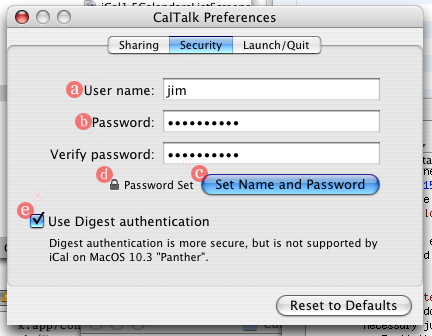 iCal1.5CalendarsListScreens
CalTalk Preferences
Sharing Security Launch/Quit
a User name: jim
b Password: ••••••••••
Verify password: ••••••••••
d Password Set c Set Name and Password
e Use Digest authentication
Digest authentication is more secure, but is not supported by
iCal on MacOS 10.3 "Panther".
Reset to Defaults